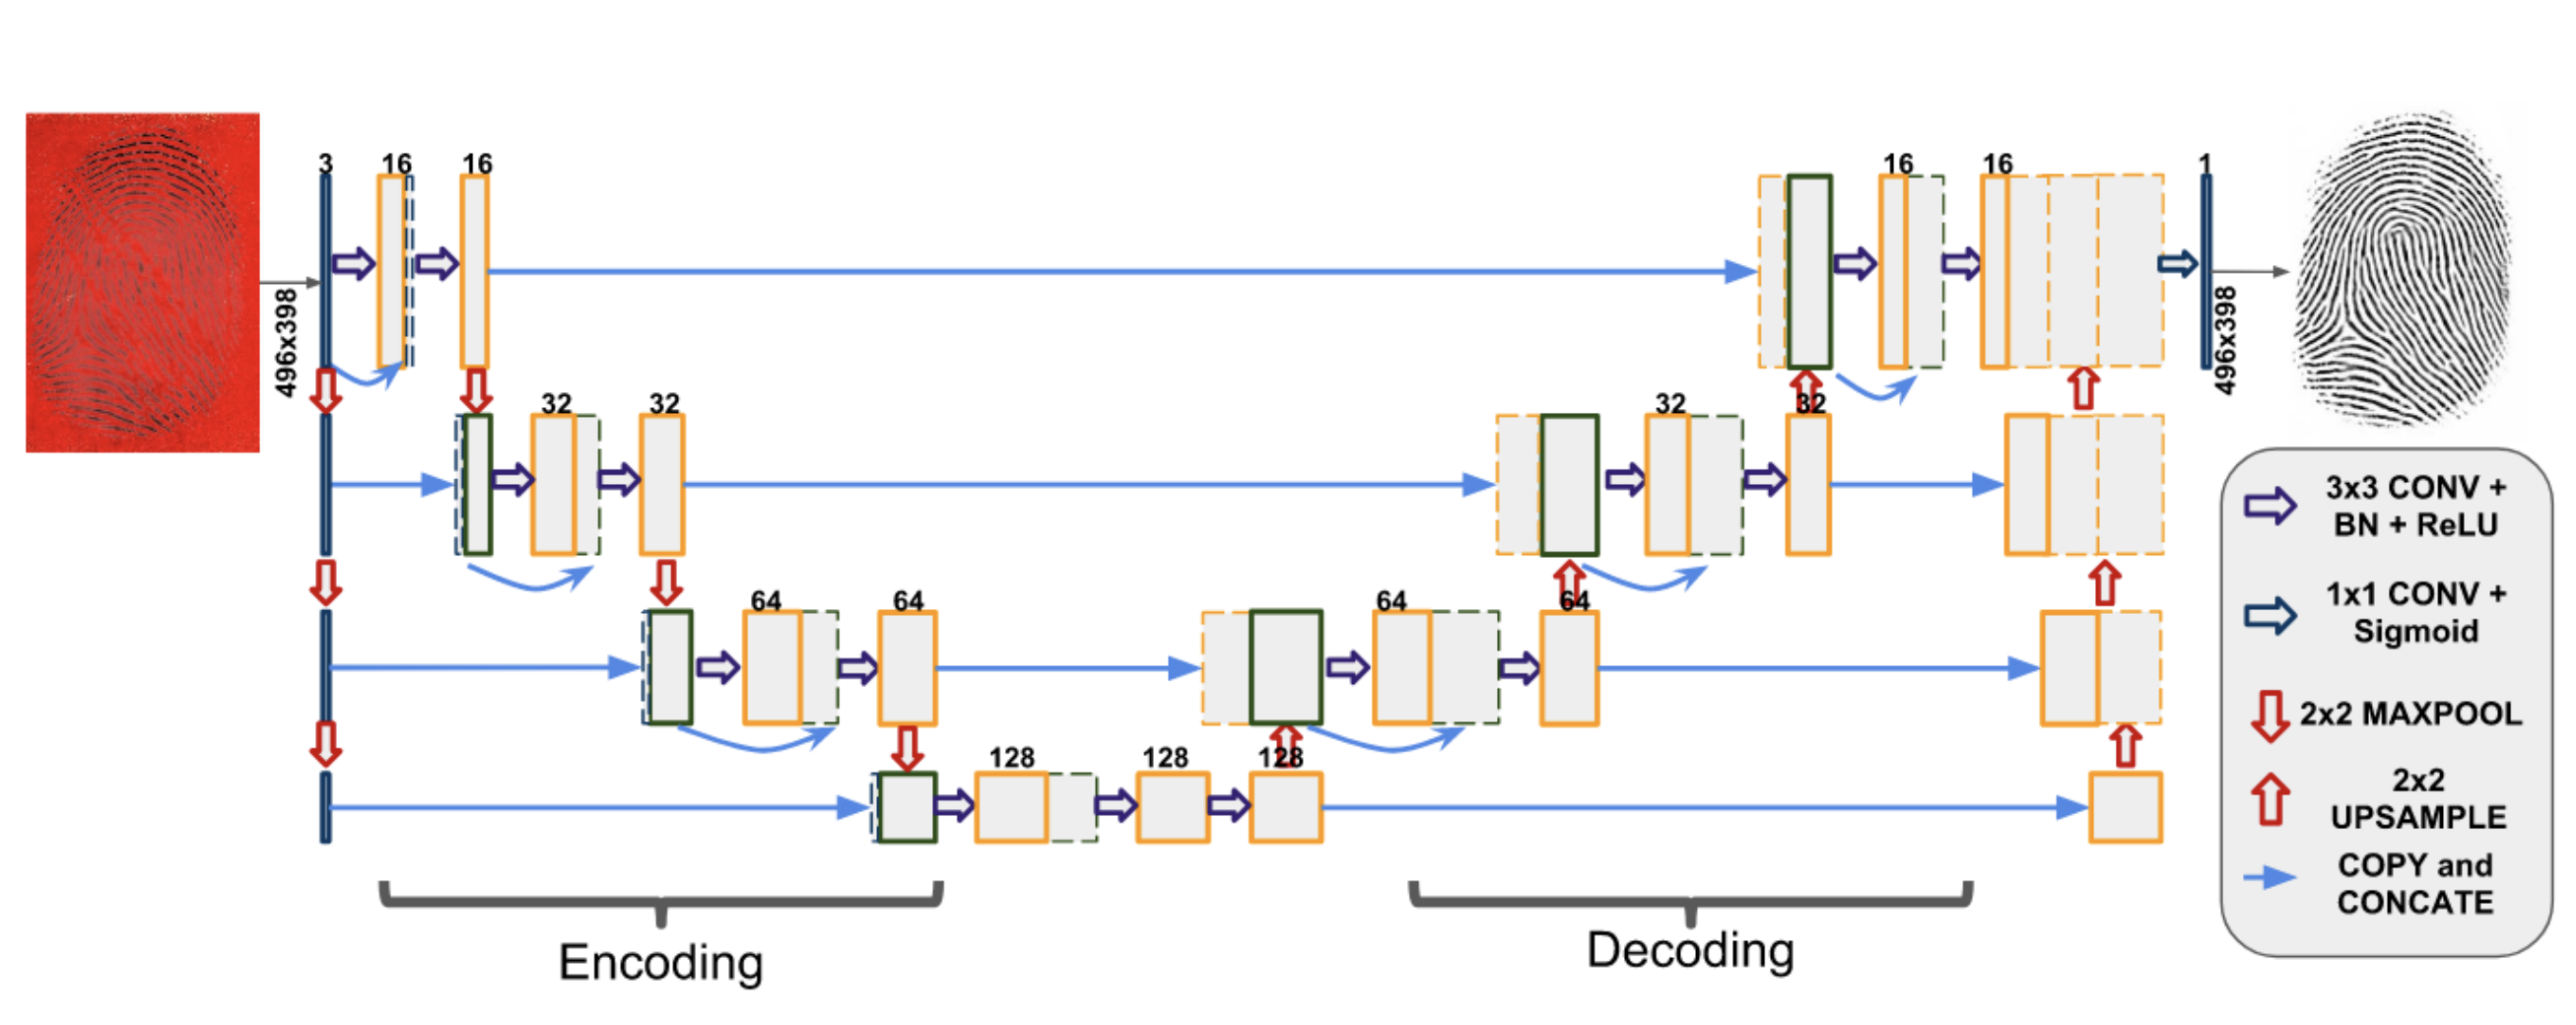 3
16
16
16
16
1
496x398
496x398
32
32
32
32
64
64
64
64
128
128
128
Encoding
Decoding
3x3 CONV +
BN + ReLU
1x1 CONV +
Sigmoid
2x2 MAXPOOL
2x2
UPSAMPLE
COPY and
CONCATE